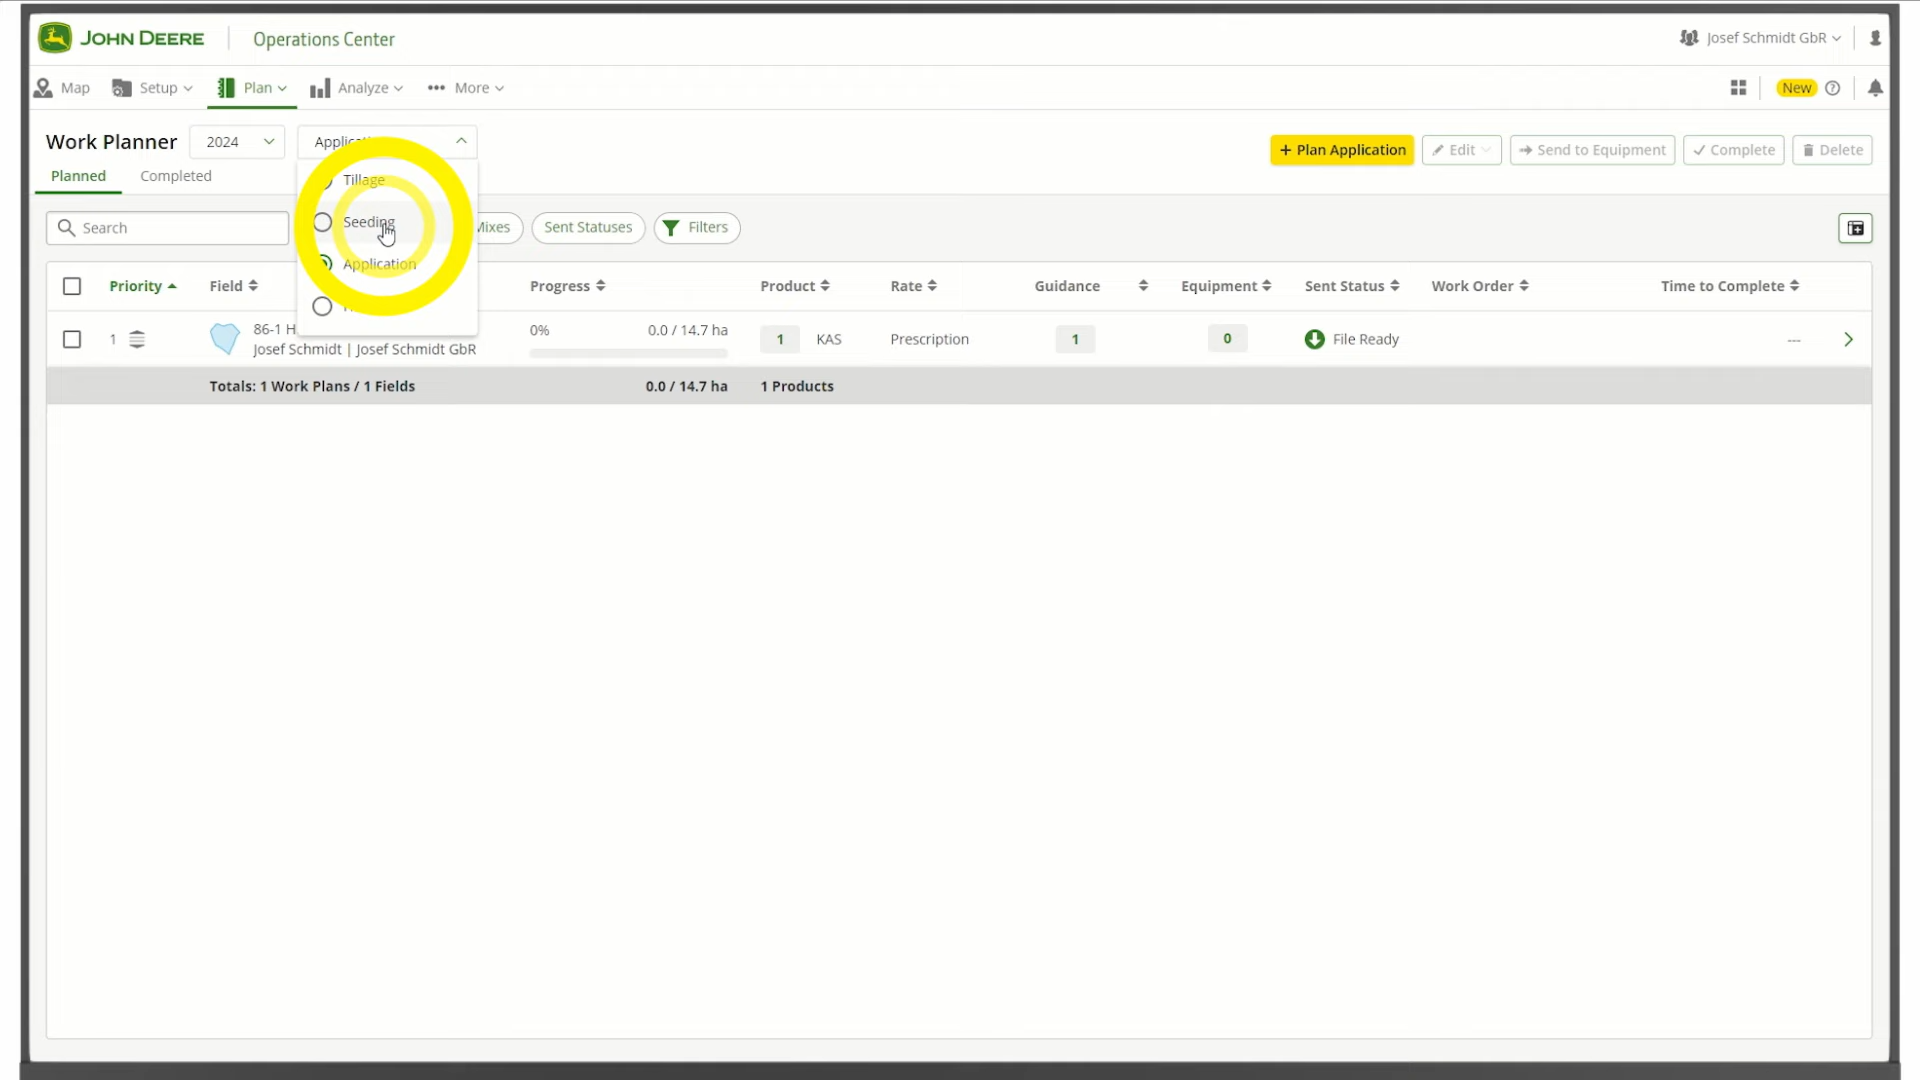 JOHN DEERE
Operations Center
Josef Schmidt GbR
Map
Setup
Plan
Analyze
More
New
Work Planner
2024
+ Plan Application
Edit
Send to Equipment
Complete
Delete
Planned
Completed
Tillage
Seeding
Application
Search
Mixes
Sent Statuses
Filters
Priority
Field
Progress
Product
Rate
Guidance
Equipment
Sent Status
Work Order
Time to Complete
1
86-1
Josef Schmidt | Josef Schmidt GbR
0%
0.0 / 14.7 ha
1
KAS
Prescription
1
0
File Ready
---
Totals: 1 Work Plans / 1 Fields
0.0 / 14.7 ha
1 Products